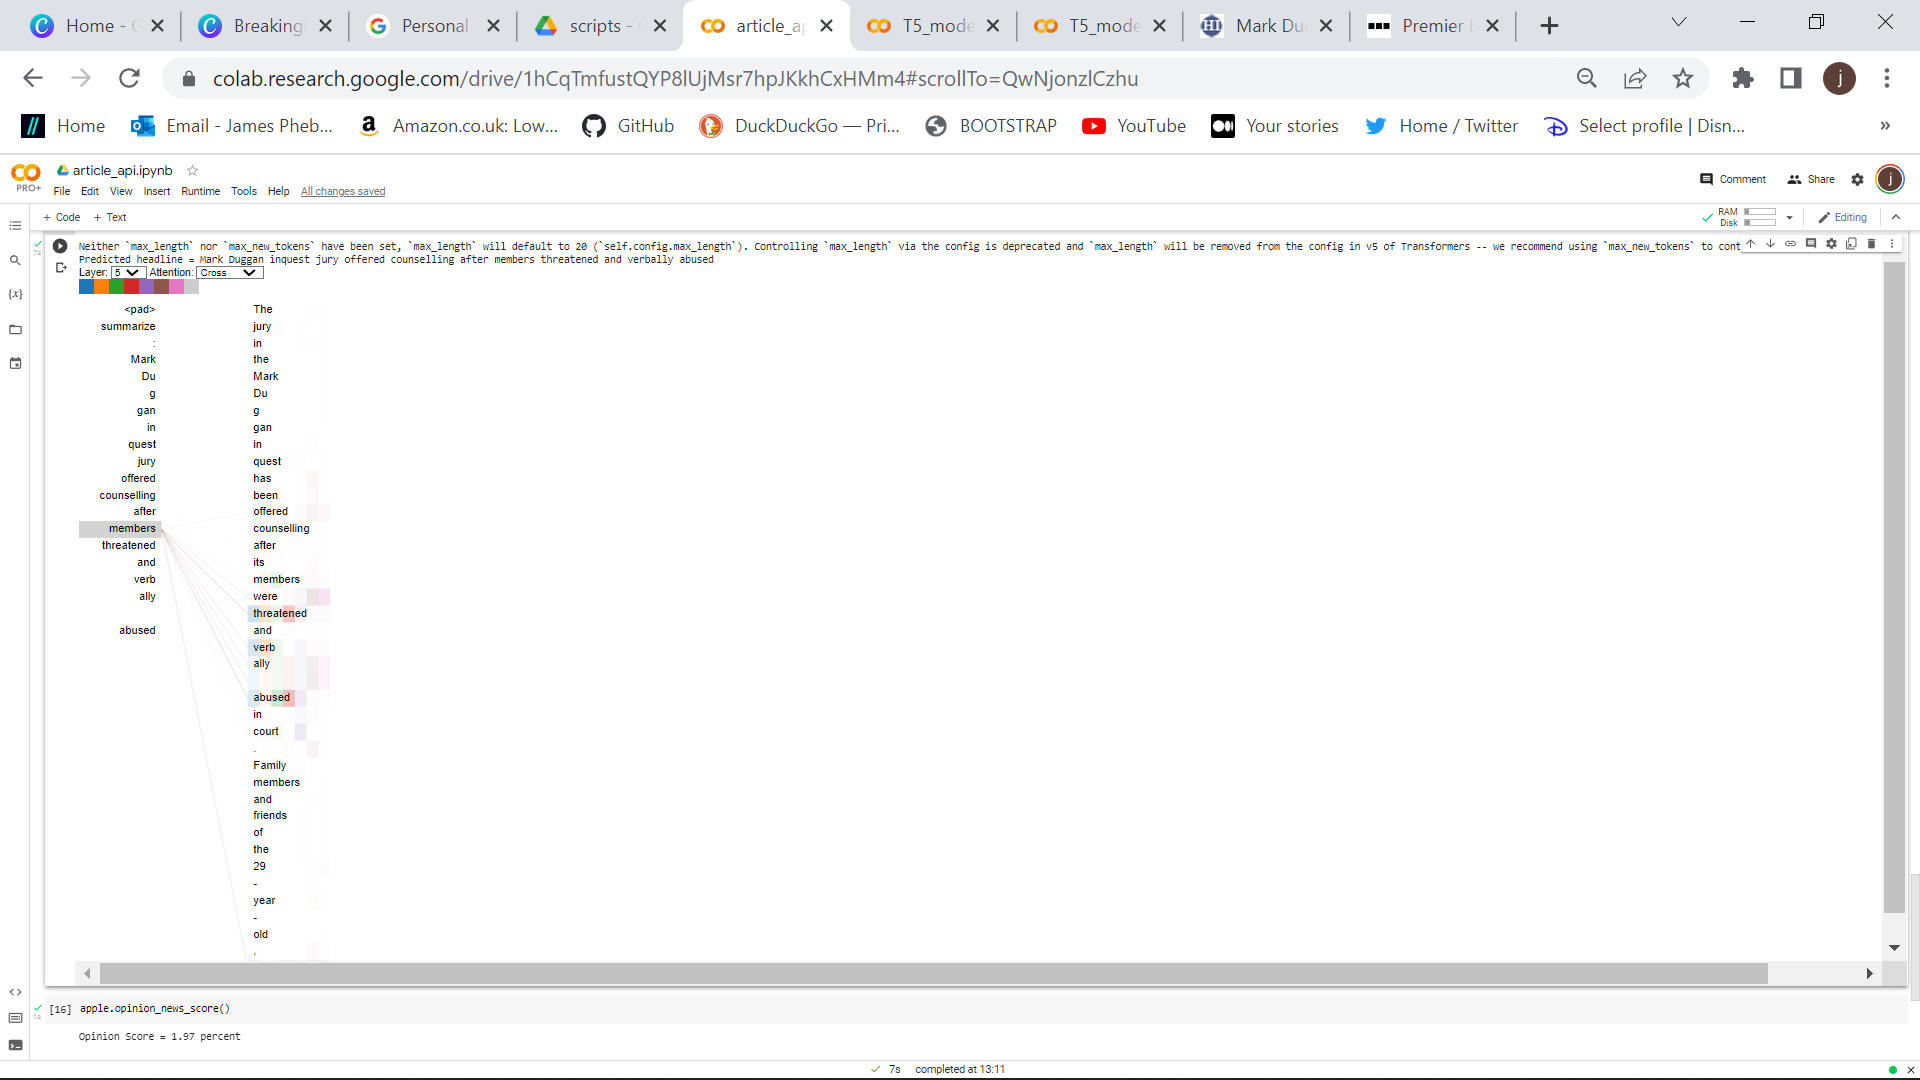 Home - C
Breaking
Personal
scripts -
article_ap
T5_mode
T5_mode
Mark Du
Premier L
colab.research.google.com/drive/1hCqTmfustQYP8lUjMsr7hpJKkhCxHMm4#scrollTo=QwNjonzlCzhu
j
Home
Email - James Pheb...
Amazon.co.uk: Low...
GitHub
DuckDuckGo — Pri...
BOOTSTRAP
YouTube
Your stories
Home / Twitter
Select profile | Disn...
»
PRO+
article_api.ipynb
File Edit View Insert Runtime Tools Help All changes saved
Comment
Share
j
+ Code + Text
RAM
Disk
Editing
7s
Neither `max_length` nor `max_new_tokens` have been set, `max_length` will default to 20 (`self.config.max_length`). Controlling `max_length` via the config is deprecated and `max_length` will be removed from the config in v5 of Transformers -- we recommend using `max_new_tokens` to cont
Predicted headline = Mark Duggan inquest jury offered counselling after members threatened and verbally abused
Layer: 5 Attention: Cross
{x}
<pad>
summarize
:
Mark
Du
g
gan
in
quest
jury
offered
counselling
after
members
threatened
and
verb
ally
abused
The
jury
in
the
Mark
Du
g
gan
in
quest
has
been
offered
counselling
after
its
members
were
threatened
and
verb
ally
abused
in
court
.
Family
members
and
friends
of
the
29
-
year
-
old
,
[16] apple.opinion_news_score()
1s
Opinion Score = 1.97 percent
7s completed at 13:11